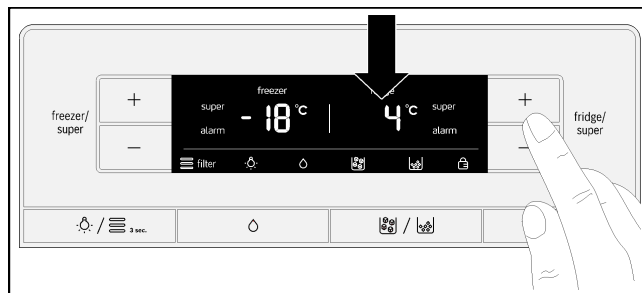 freezer/
super
+
−
freezer
super
alarm
-18°C
4°C
super
alarm
filter
+
−
fridge/
super
/
3 sec.
/